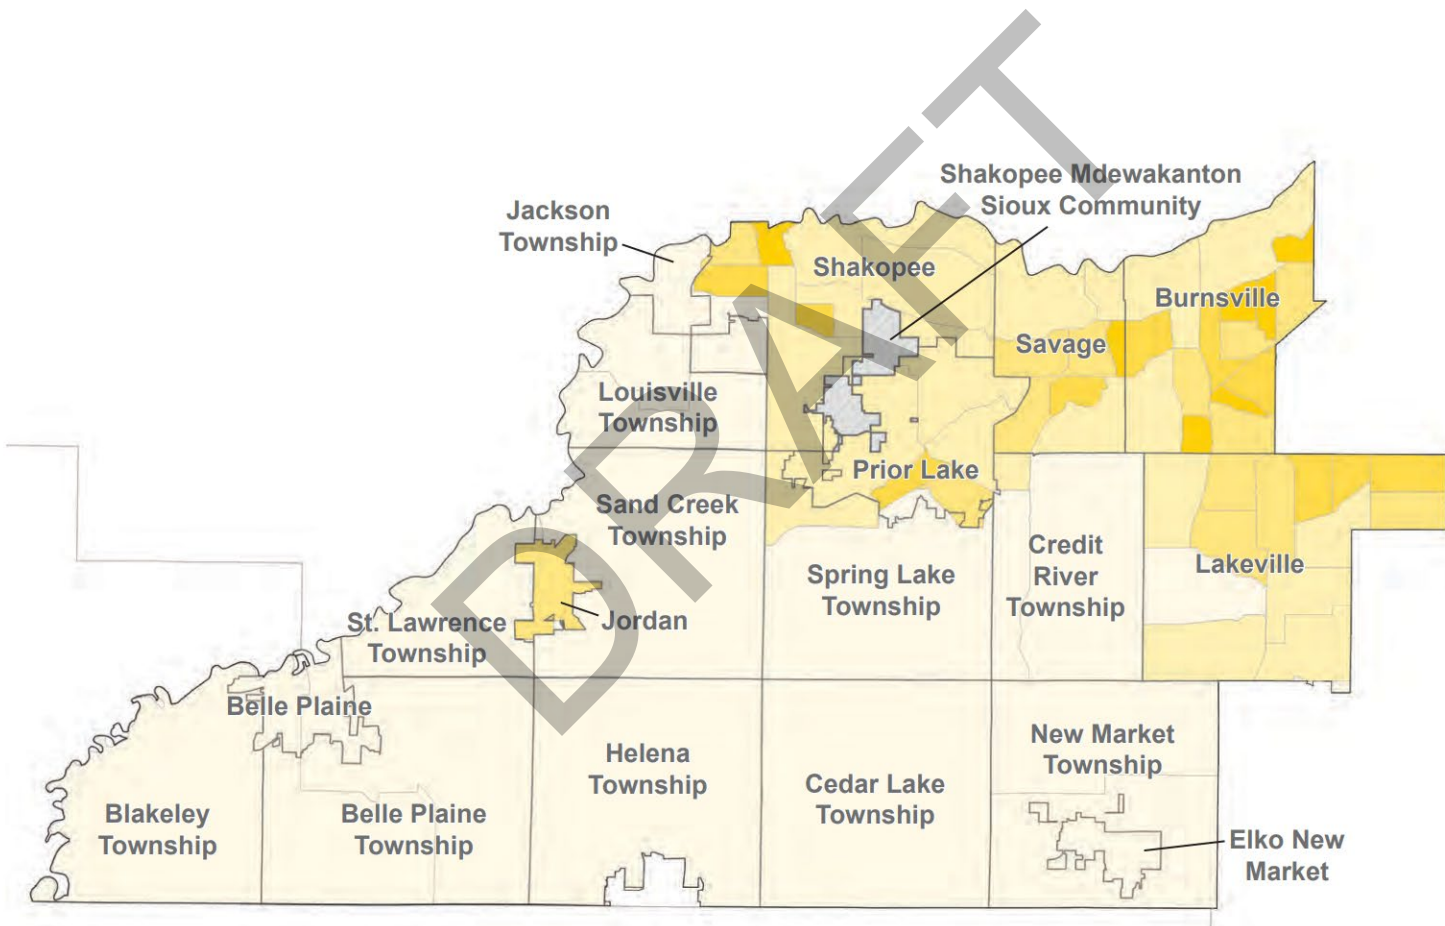 DRAFT
Shakopee Mdewakanton
Sioux Community
Jackson
Township
Shakopee
Burnsville
Savage
Louisville
Township
Prior Lake
Sand Creek
Township
Credit
River
Township
Lakeville
Spring Lake
Township
St. Lawrence
Township
Jordan
Belle Plaine
New Market
Township
Helena
Township
Cedar Lake
Township
Blakeley
Township
Belle Plaine
Township
Elko New
Market